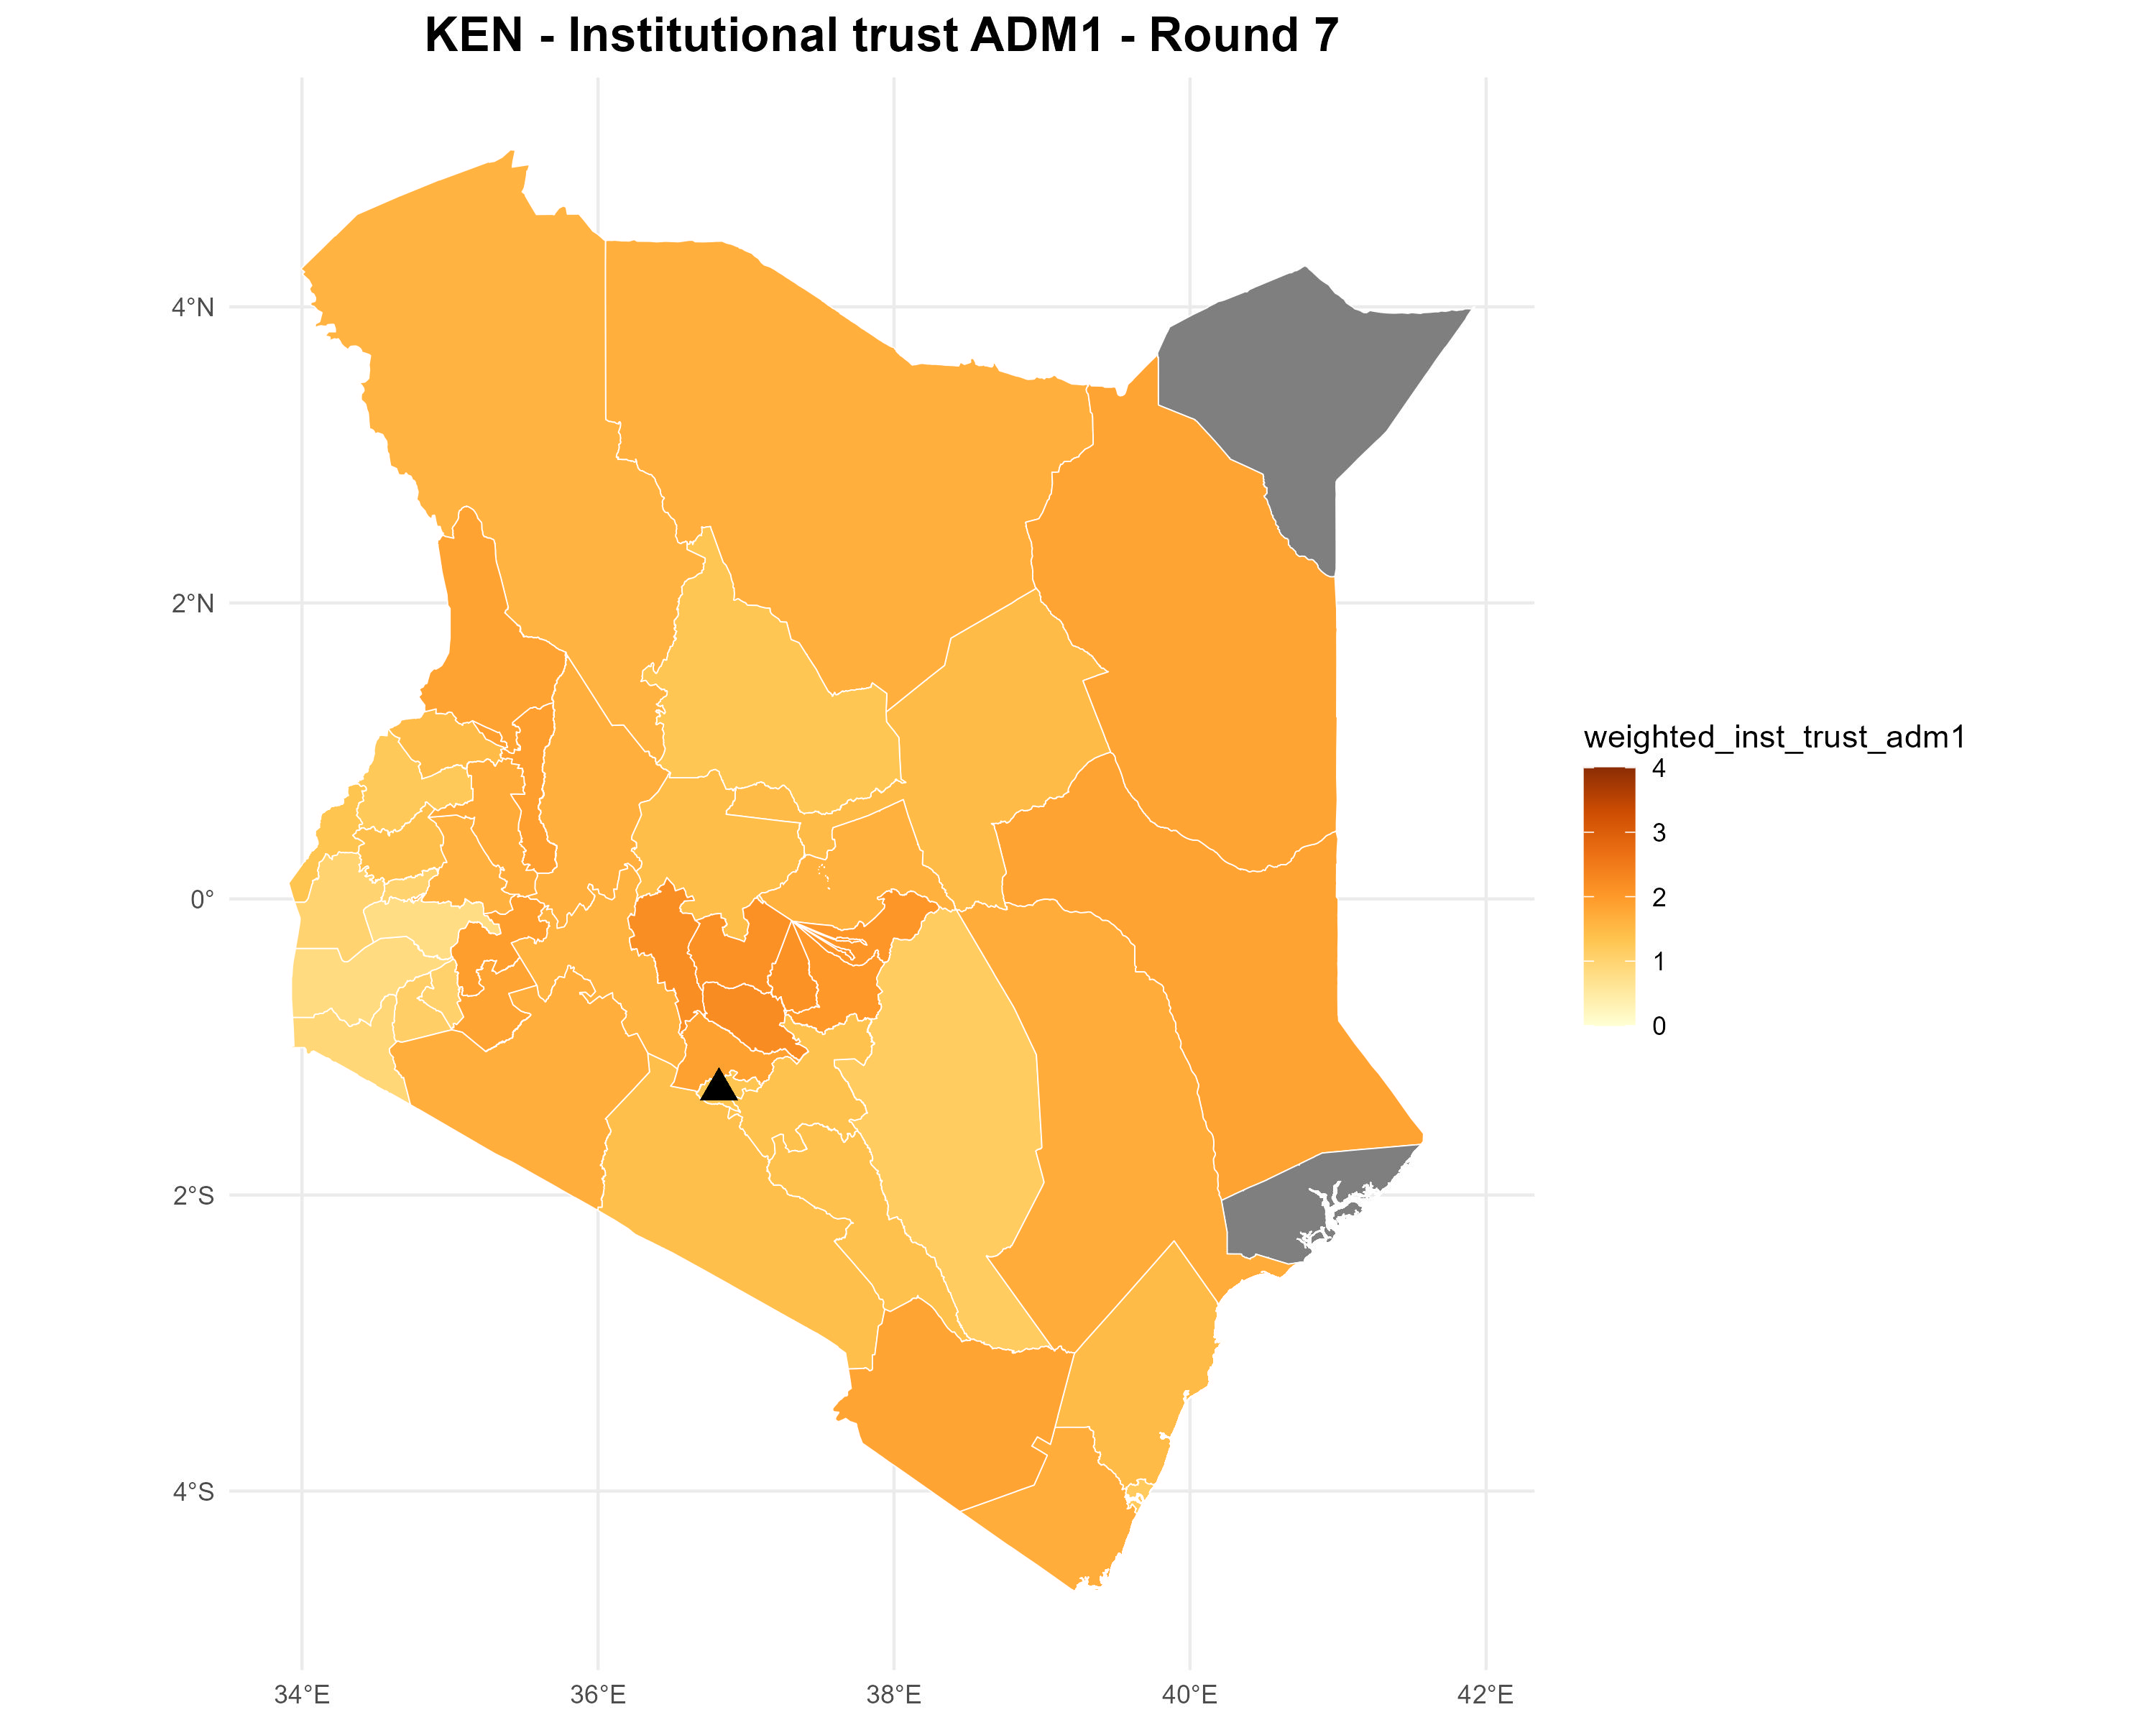 KEN - Institutional trust ADM1 - Round 7
4°N
2°N
0°
2°S
4°S
34°E
36°E
38°E
40°E
42°E
weighted_inst_trust_adm1
4
3
2
1
0